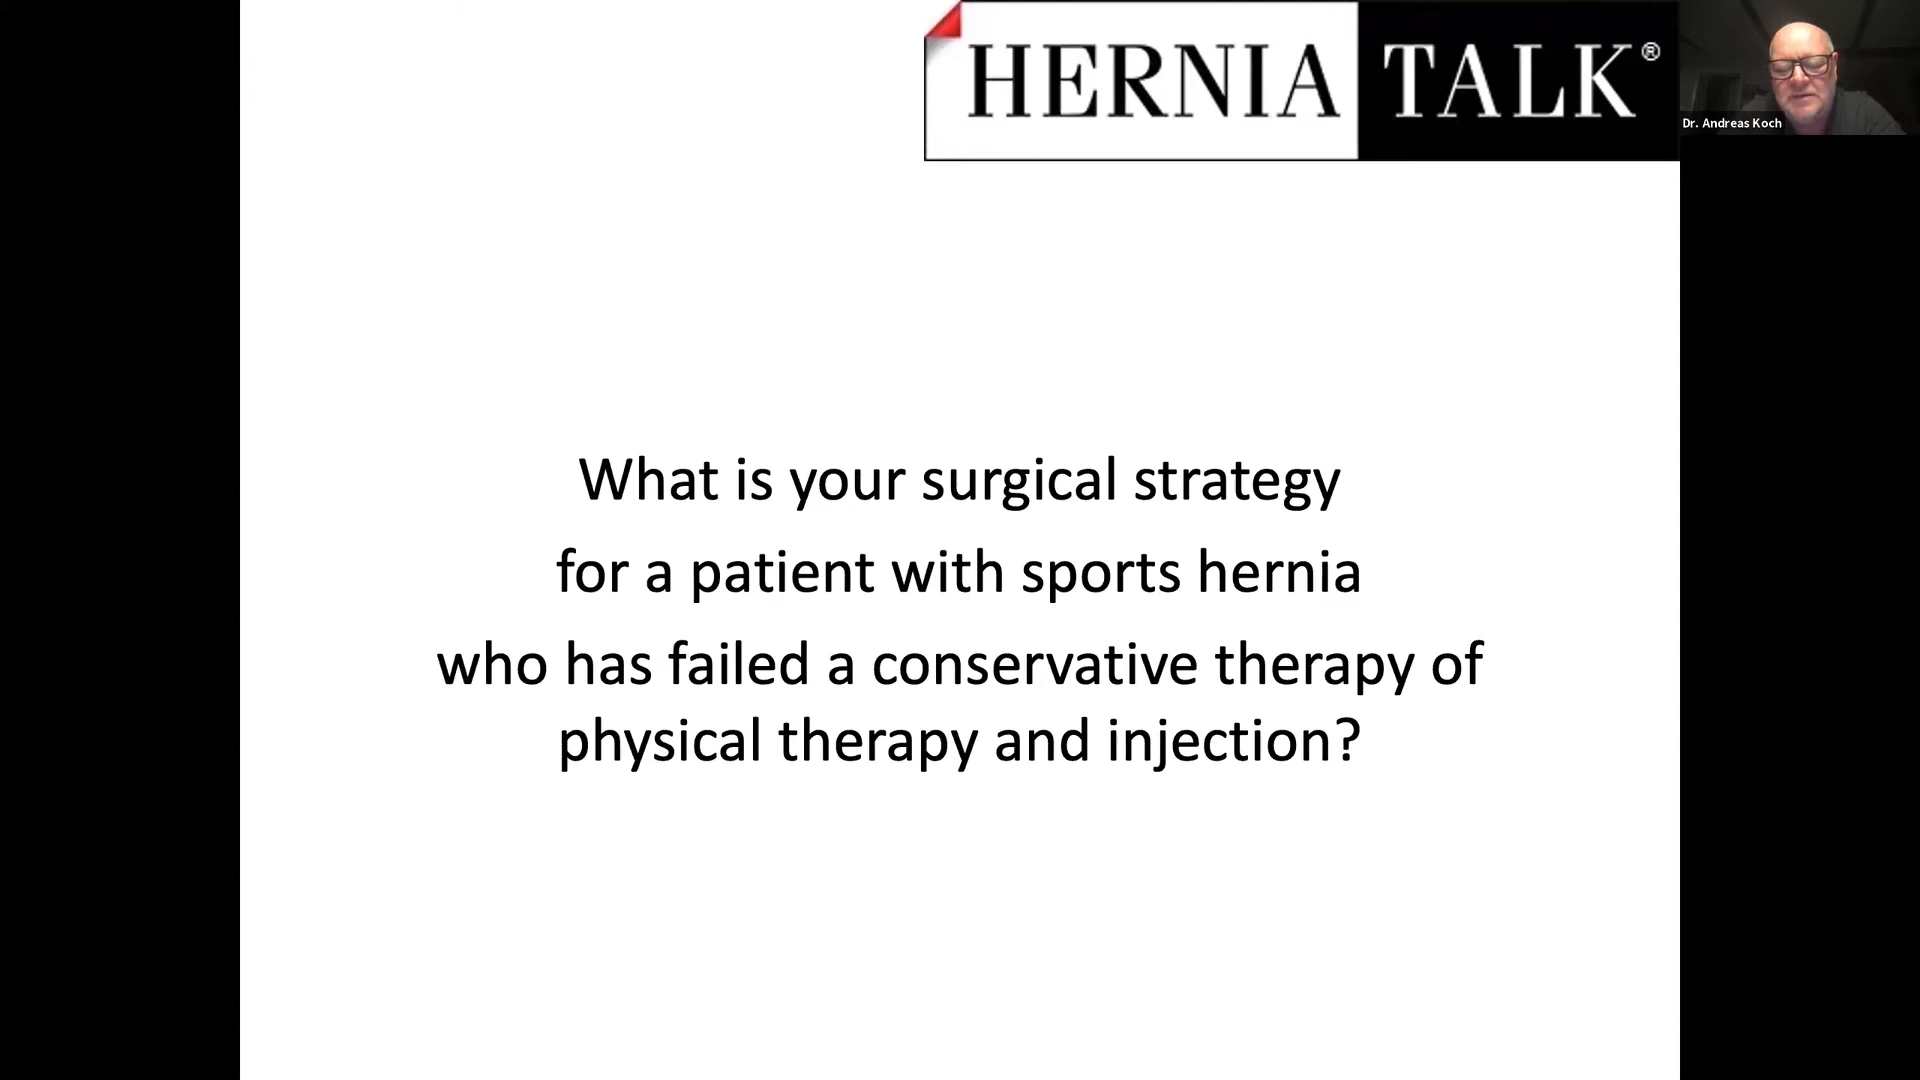 HERNIA TALK®
Dr. Andreas Koch
What is your surgical strategy
for a patient with sports hernia
who has failed a conservative therapy of
physical therapy and injection?